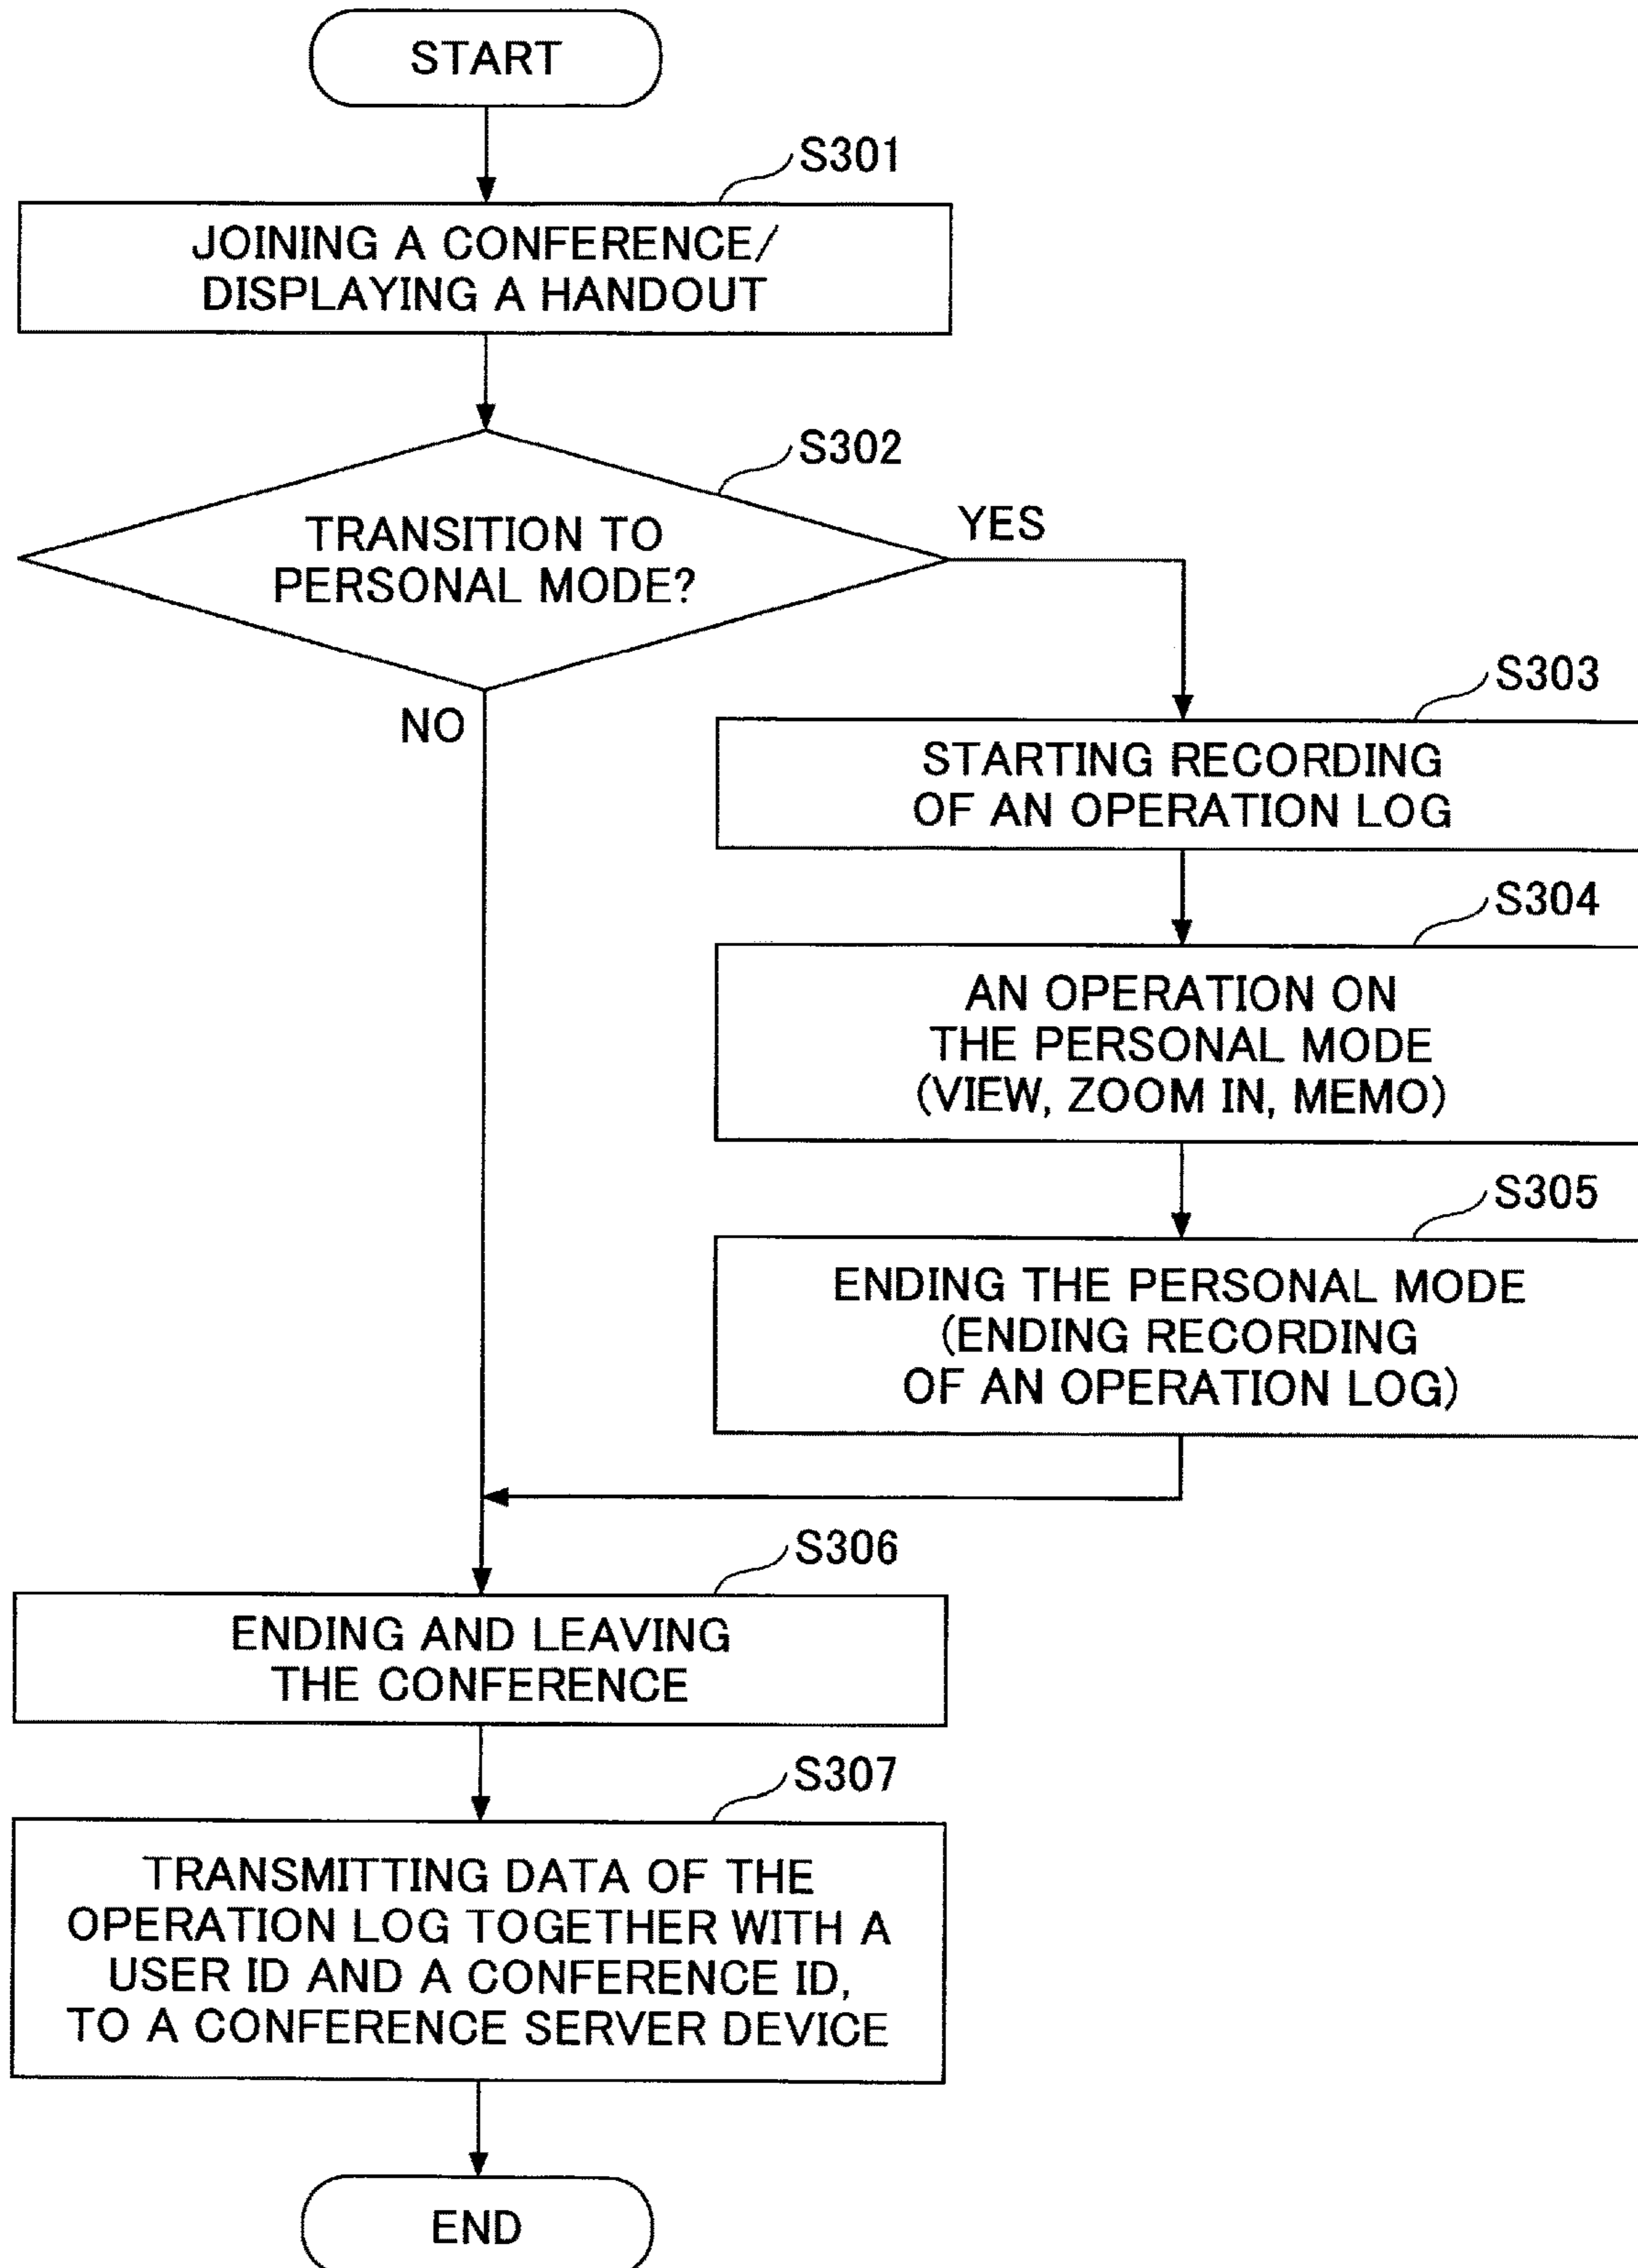 START
S301
JOINING A CONFERENCE/
DISPLAYING A HANDOUT
S302
TRANSITION TO
PERSONAL MODE?
YES
NO
S303
STARTING RECORDING
OF AN OPERATION LOG
S304
AN OPERATION ON
THE PERSONAL MODE
(VIEW, ZOOM IN, MEMO)
S305
ENDING THE PERSONAL MODE
(ENDING RECORDING
OF AN OPERATION LOG)
S306
ENDING AND LEAVING
THE CONFERENCE
S307
TRANSMITTING DATA OF THE
OPERATION LOG TOGETHER WITH A
USER ID AND A CONFERENCE ID,
TO A CONFERENCE SERVER DEVICE
END